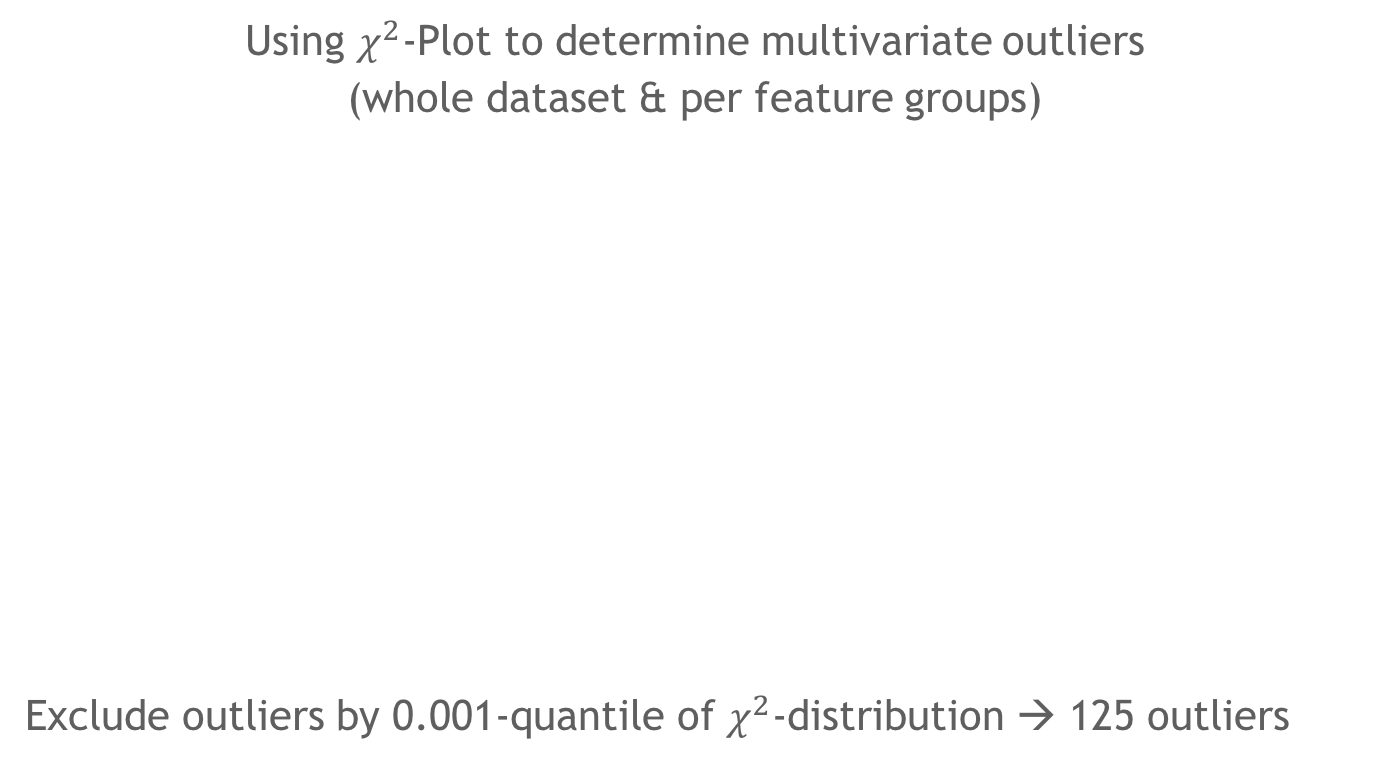 Using χ²-Plot to determine multivariate outliers
(whole dataset & per feature groups)
Exclude outliers by 0.001-quantile of χ²-distribution → 125 outliers